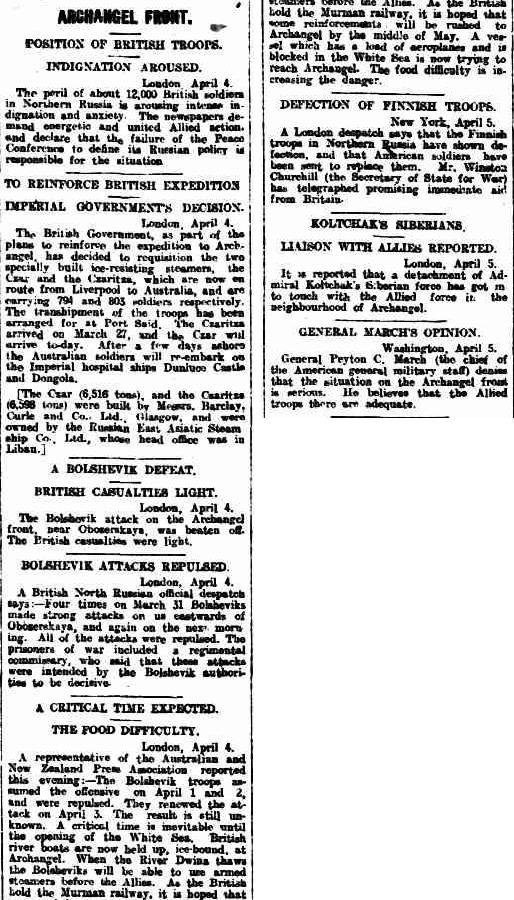 ARCHANGEL FRONT.
POSITION OF BRITISH TROOPS.
INDIGNATION AROUSED.
London, April 4.
The peril of about 12,000 British soldiers
in Northern Russia is arousing intense in-
dignation and anxiety. The newspapers de-
mand energetic and united Allied action,
and declare that the failure of the Peace
Conference to define its Russian policy is
responsible for the situation
TO REINFORCE BRITISH EXPEDITION
IMPERIAL GOVERNMENT'S DECISION.
London, April 4.
The British Government, as part of the
plans to reinforce the expedition to Arch-
angel, has decided to requisition the two
specially built ice-resisting steamers, the
Czar and the Czaritza, which are now en
route from Liverpool to Australia, and are
carrying 794 and 803 soldiers respectively.
The transhipment of the troops has been
arranged for at Port Said. The Czaritza
arrived on March 27, and the Czar will
arrive to-day. After a few days ashore
the Australian soldiers will re-embark on
the Imperial hospital ships Dunluce Castle
and Dongola.
[The Czar (6,516 tons), and the Czaritza
(6,598 tons) were built by Messrs. Barclay,
Curle and Co., Ltd., Glasgow, and were
owned by the Russian East Asiatic Steam
ship Co., Ltd., whose head office was in
Liban.]
A BOLSHEVIK DEFEAT.
BRITISH CASUALTIES LIGHT.
London, April 4.
The Bolshevik attack on the Archangel
front, near Obozerskaya, was beaten off.
The British casualties were light.
BOLSHEVIK ATTACKS REPULSED.
London, April 4.
A British North Russian official despatch
says:—Four times on March 31 Bolsheviks
made strong attacks on us eastwards of
Obozerskaya, and again on the next morn
ing. All of the attacks were repulsed. The
prisoners of war included a regimental
commissary, who said that these attacks
were intended by the Bolshevik authori-
ties to be decisive.
A CRITICAL TIME EXPECTED.
THE FOOD DIFFICULTY.
London, April 4.
A representative of the Australian and
New Zealand Press Association reported
this evening:—The Bolshevik troops as-
sumed the offensive on April 1 and 2,
and were repulsed. They renewed the at-
tack on April 3. The result is still un-
known. A critical time is inevitable until
the opening of the White Sea. British
river boats are now held up, ice-bound, at
Archangel. When the River Dwina thaws
the Bolsheviks will be able to use armed
steamers before the Allies. As the British
hold the Murman railway, it is hoped that
steamers before the Allies. As the British
hold the Murman railway, it is hoped that
some reinforcements will be rushed to
Archangel by the middle of May. A ves-
sel which has a load of aeroplanes and is
blocked in the White Sea is now trying to
reach Archangel. The food difficulty is in-
creasing the danger.
DEFECTION OF FINNISH TROOPS.
New York, April 5.
A London despatch says that the Finnish
troops in Northern Russia have shown de-
fection, and that American soldiers have
been sent to replace them. Mr. Winston
Churchill (the Secretary of State for War)
has telegraphed promising immediate aid
from Britain.
KOLTCHAK'S SIBERIANS.
LIAISON WITH ALLIES REPORTED.
London, April 5.
It is reported that a detachment of Ad-
miral Koltchak's Siberian force has got in
to touch with the Allied force in the
neighbourhood of Archangel.
GENERAL MARCH'S OPINION.
Washington, April 5.
General Peyton C. March (the chief of
the American general military staff) denies
that the situation on the Archangel front
is serious. He believes that the Allied
troops there are adequate.